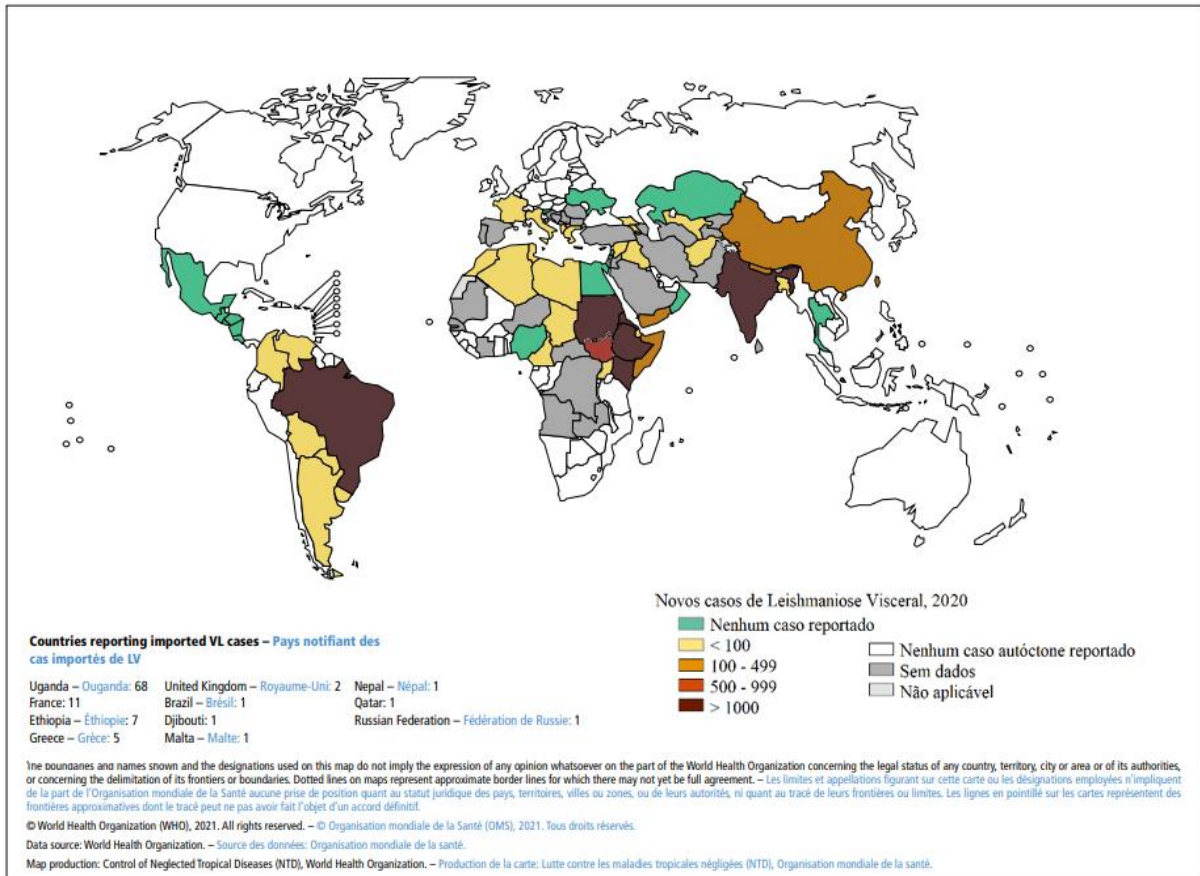 Novos casos de Leishmaniose Visceral, 2020
Nenhum caso reportado
< 100
100 - 499
500 - 999
> 1000
Nenhum caso autóctone reportado
Sem dados
Não aplicável
Countries reporting imported VL cases – Pays notifiant des
cas importés de LV
Uganda – Ouganda: 68
France: 11
Ethiopia – Éthiopie: 7
Greece – Grèce: 5
United Kingdom – Royaume-Uni: 2
Brazil – Brésil: 1
Djibouti: 1
Malta – Malte: 1
Nepal – Népal: 1
Qatar: 1
Russian Federation – Fédération de Russie: 1
The boundaries and names shown and the designations used on this map do not imply the expression of any opinion whatsoever on the part of the World Health Organization concerning the legal status of any country, territory, city or area or of its authorities,
or concerning the delimitation of its frontiers or boundaries. Dotted lines on maps represent approximate border lines for which there may not yet be full agreement. – Les limites et appellations figurant sur cette carte ou les désignations employées n'impliquent
de la part de l'Organisation mondiale de la Santé aucune prise de position quant au statut juridique des pays, territoires, villes ou zones, ou de leurs autorités, ni quant au tracé de leurs frontières ou limites. Les lignes en pointillé sur les cartes représentent des
frontières approximatives dont le tracé peut ne pas avoir fait l'objet d'un accord définitif.
© World Health Organization (WHO), 2021. All rights reserved. – © Organisation mondiale de la Santé (OMS), 2021. Tous droits réservés.
Data source: World Health Organization. – Source des données: Organisation mondiale de la santé.
Map production: Control of Neglected Tropical Diseases (NTD), World Health Organization. – Production de la carte: Lutte contre les maladies tropicales négligées (NTD), Organisation mondiale de la santé.